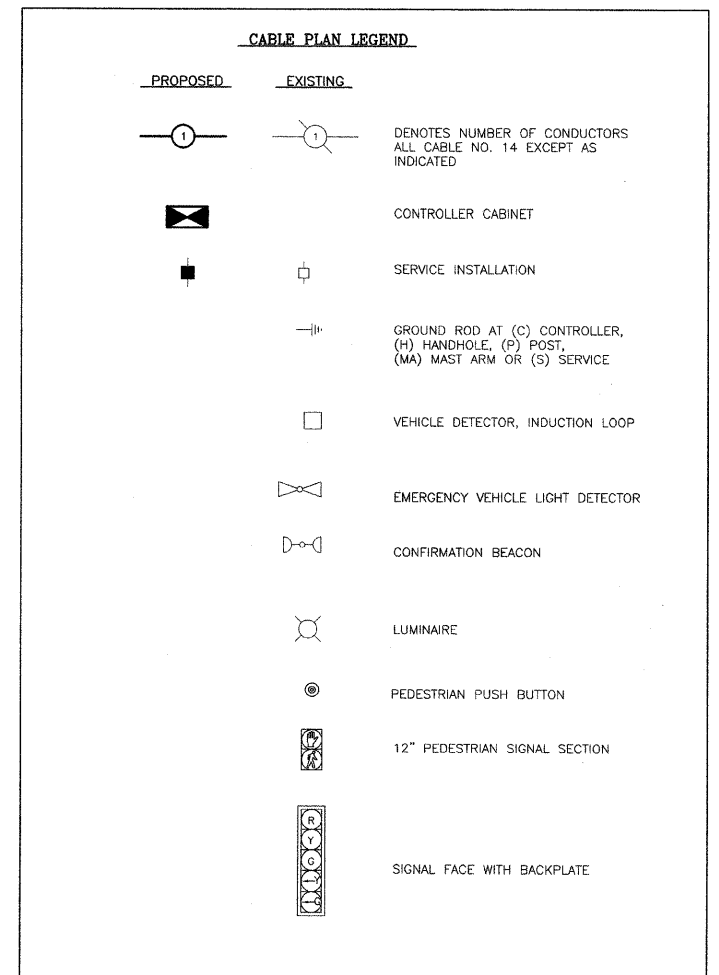 CABLE PLAN LEGEND
PROPOSED EXISTING
1 1 DENOTES NUMBER OF CONDUCTORS
ALL CABLE NO. 14 EXCEPT AS
INDICATED
CONTROLLER CABINET
SERVICE INSTALLATION
GROUND ROD AT (C) CONTROLLER,
(H) HANDHOLE, (P) POST,
(MA) MAST ARM OR (S) SERVICE
VEHICLE DETECTOR, INDUCTION LOOP
EMERGENCY VEHICLE LIGHT DETECTOR
CONFIRMATION BEACON
LUMINAIRE
PEDESTRIAN PUSH BUTTON
12" PEDESTRIAN SIGNAL SECTION
R
Y
G
Y
G
SIGNAL FACE WITH BACKPLATE